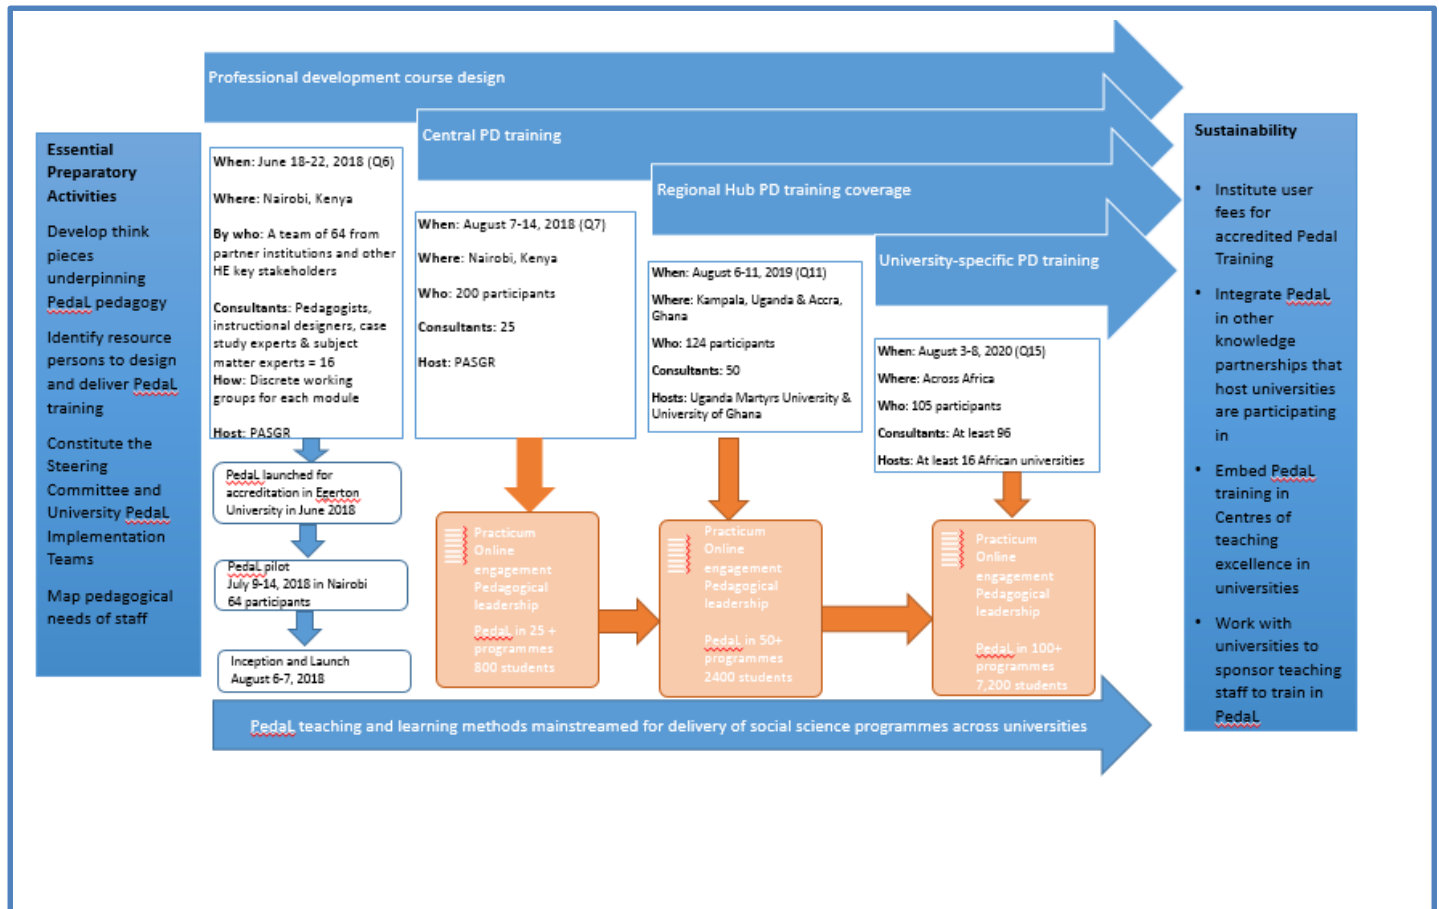 Professional development course design
Central PD training
Regional Hub PD training coverage
University-specific PD training
Essential
Preparatory
Activities
Develop think
pieces
underpinning
PedaL pedagogy
Identify resource
persons to design
and deliver PedaL
training
Constitute the
Steering
Committee and
University PedaL
Implementation
Teams
Map pedagogical
needs of staff
When: June 18-22, 2018 (Q6)
Where: Nairobi, Kenya
By who: A team of 64 from
partner institutions and other
HE key stakeholders
Consultants: Pedagogists,
instructional designers, case
study experts & subject
matter experts = 16
How: Discrete working
groups for each module
Host: PASGR
PedaL launched for
accreditation in Egerton
University in June 2018
PedaL pilot
July 9-14, 2018 in Nairobi
64 participants
Inception and Launch
August 6-7, 2018
When: August 7-14, 2018 (Q7)
Where: Nairobi, Kenya
Who: 200 participants
Consultants: 25
Host: PASGR
Practicum
Online
engagement
Pedagogical
leadership
PedaL in 25 +
programmes
800 students
When: August 6-11, 2019 (Q11)
Where: Kampala, Uganda & Accra,
Ghana
Who: 124 participants
Consultants: 50
Hosts: Uganda Martyrs University &
University of Ghana
Practicum
Online
engagement
Pedagogical
leadership
PedaL in 50+
programmes
2400 students
When: August 3-8, 2020 (Q15)
Where: Across Africa
Who: 105 participants
Consultants: At least 96
Hosts: At least 16 African universities
Practicum
Online
engagement
Pedagogical
leadership
PedaL in 100+
programmes
7,200 students
PedaL teaching and learning methods mainstreamed for delivery of social science programmes across universities
Sustainability
• Institute user
fees for
accredited Pedal
Training
• Integrate PedaL
in other
knowledge
partnerships that
host universities
are participating
in
• Embed PedaL
training in
Centres of
teaching
excellence in
universities
• Work with
universities to
sponsor teaching
staff to train in
PedaL